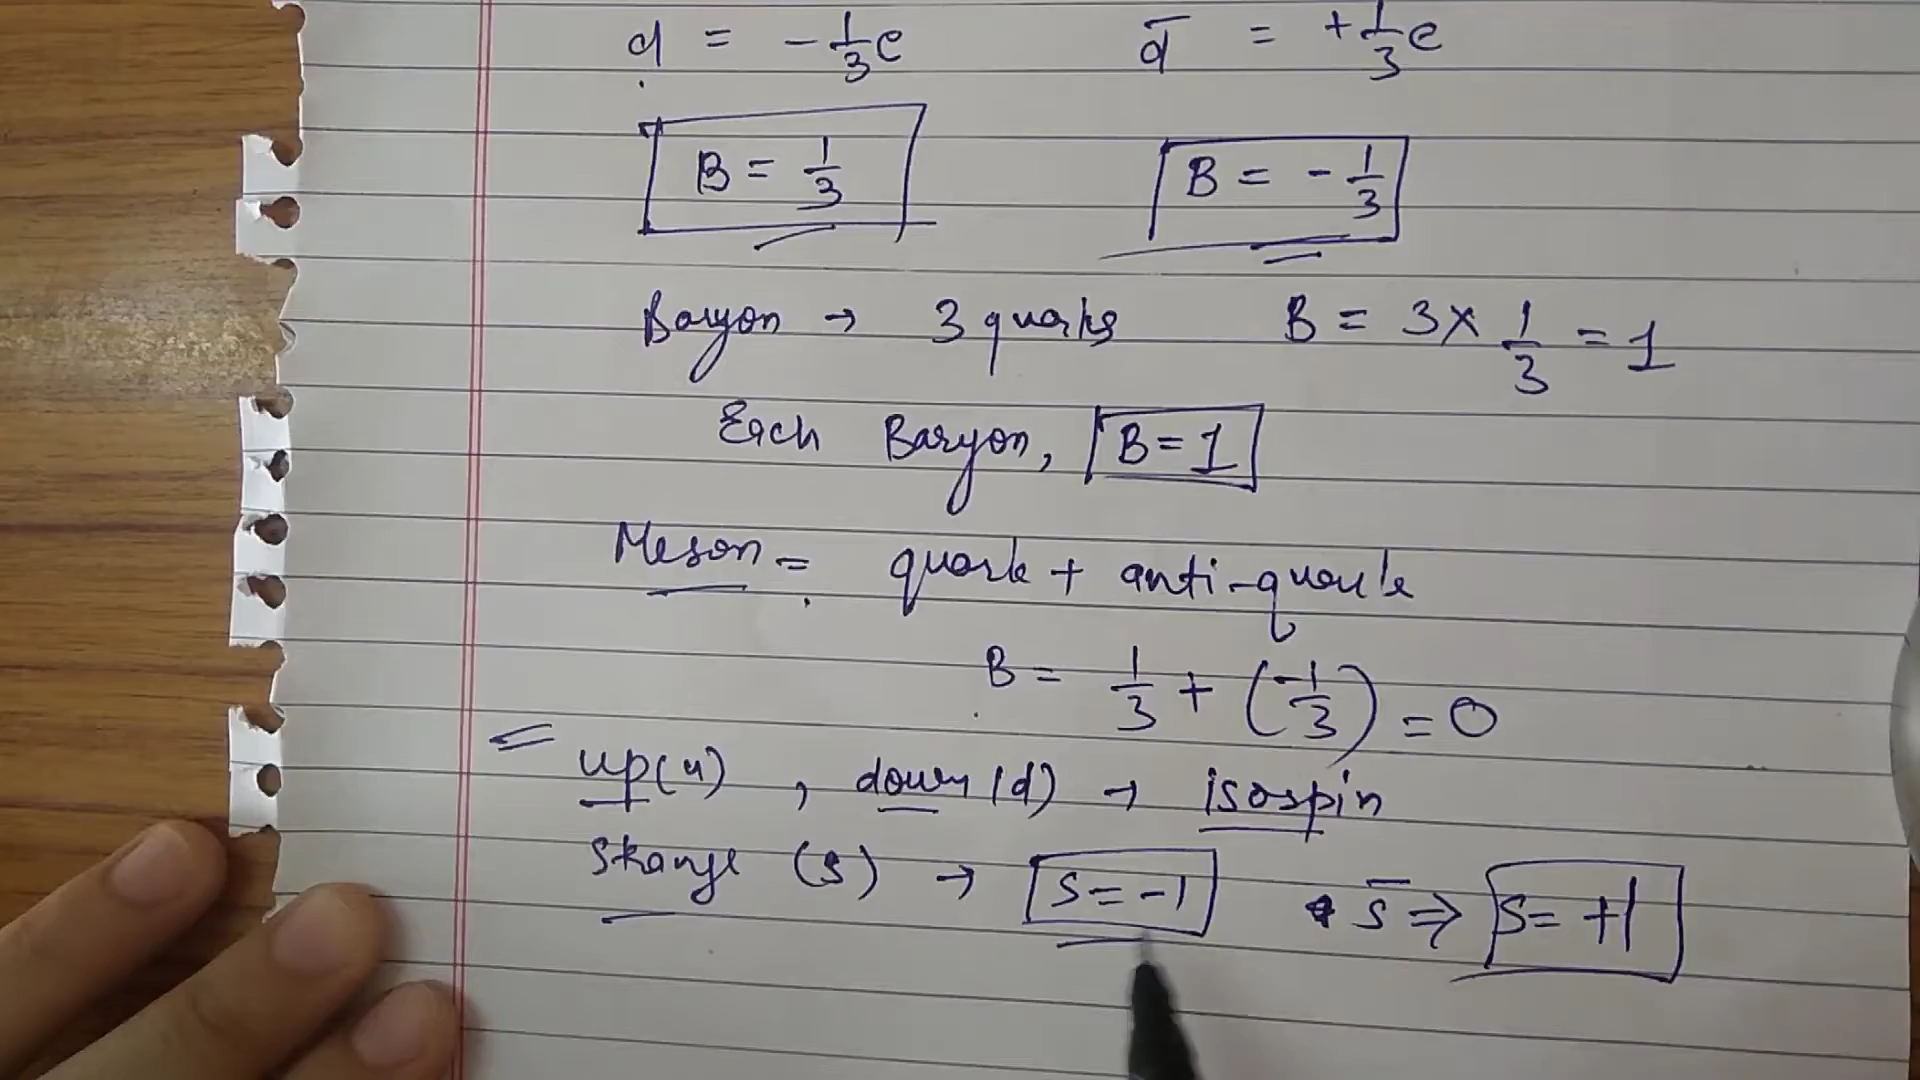 d = -1/3 e d̄ = +1/3 e
B = 1/3 B = -1/3
Baryon → 3 quarks B = 3 × 1/3 = 1
Each Baryon, B = 1
Meson = quark + anti-quark
B = 1/3 + (-1/3) = 0
= up(u) , down(d) → isospin
Strange (s) → S = -1 s̄ ⇒ S = +1